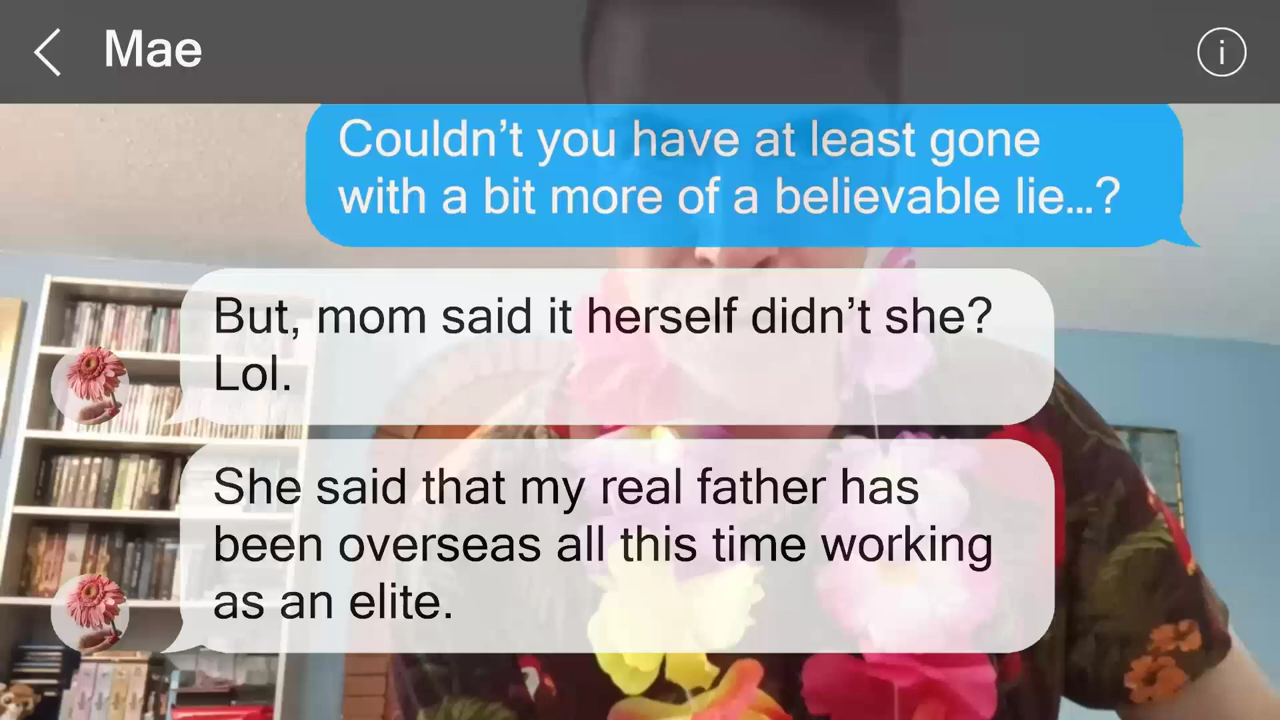 Mae
i
Couldn’t you have at least gone
with a bit more of a believable lie...?
But, mom said it herself didn’t she?
Lol.
She said that my real father has
been overseas all this time working
as an elite.